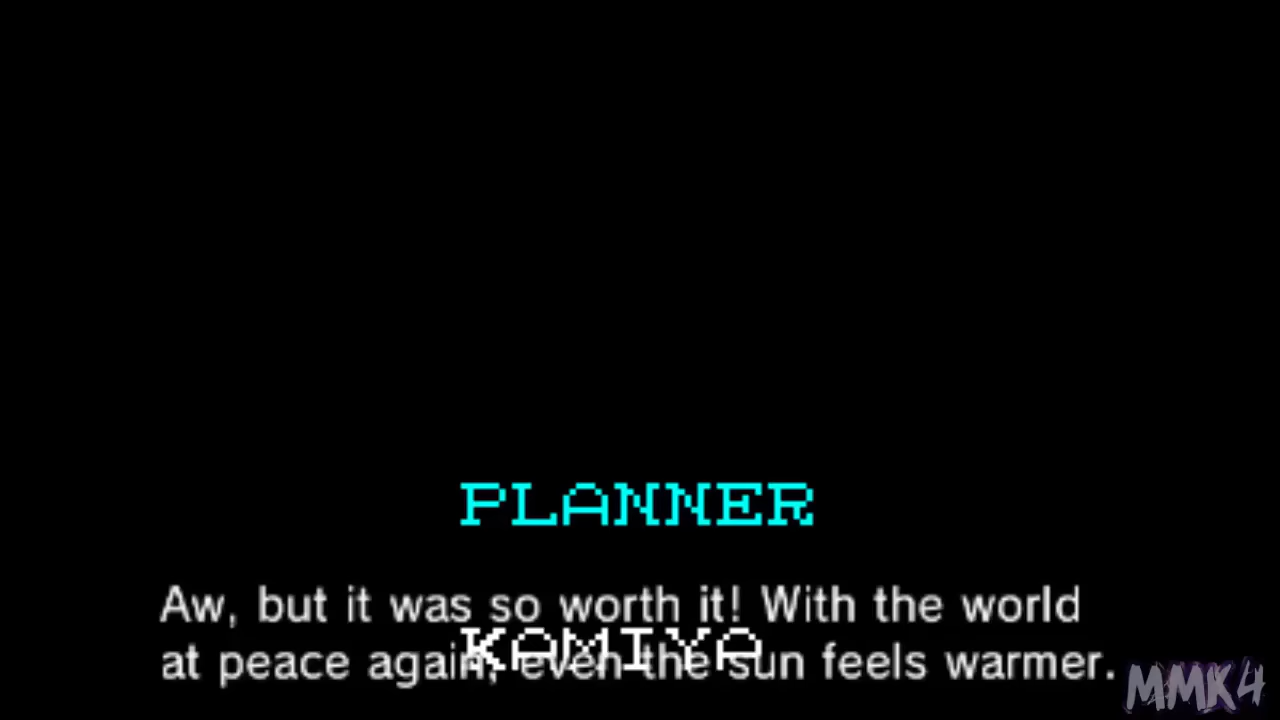 PLANNER
Aw, but it was so worth it! With the world
KAMIYA
at peace again, even the sun feels warmer.
MMK4